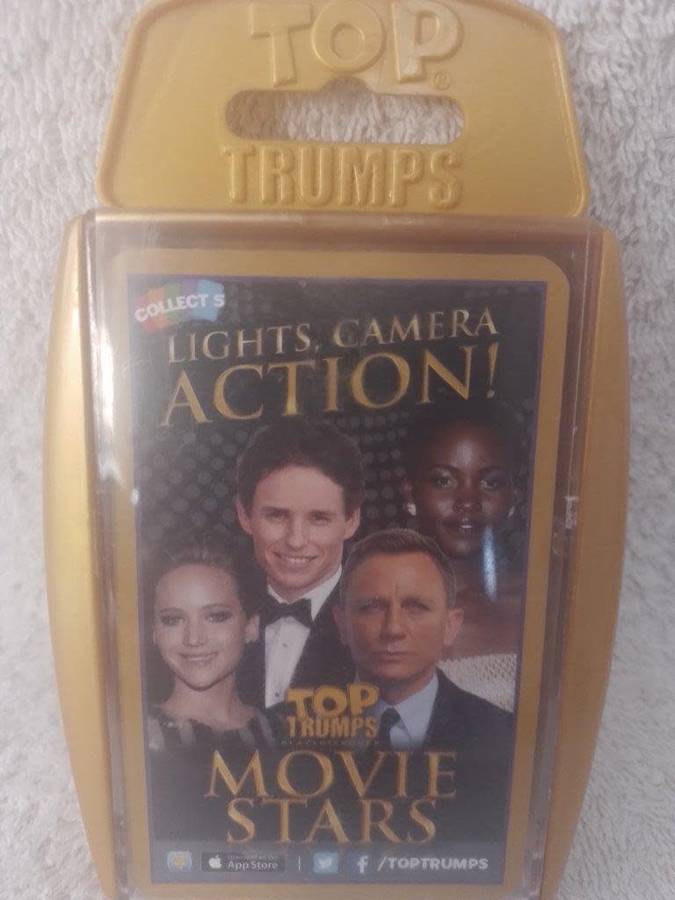 TOP®
TRUMPS
COLLECT 5
LIGHTS, CAMERA
ACTION!
TOP
TRUMPS
MOVIE
STARS
App Store | f /TOPTRUMPS